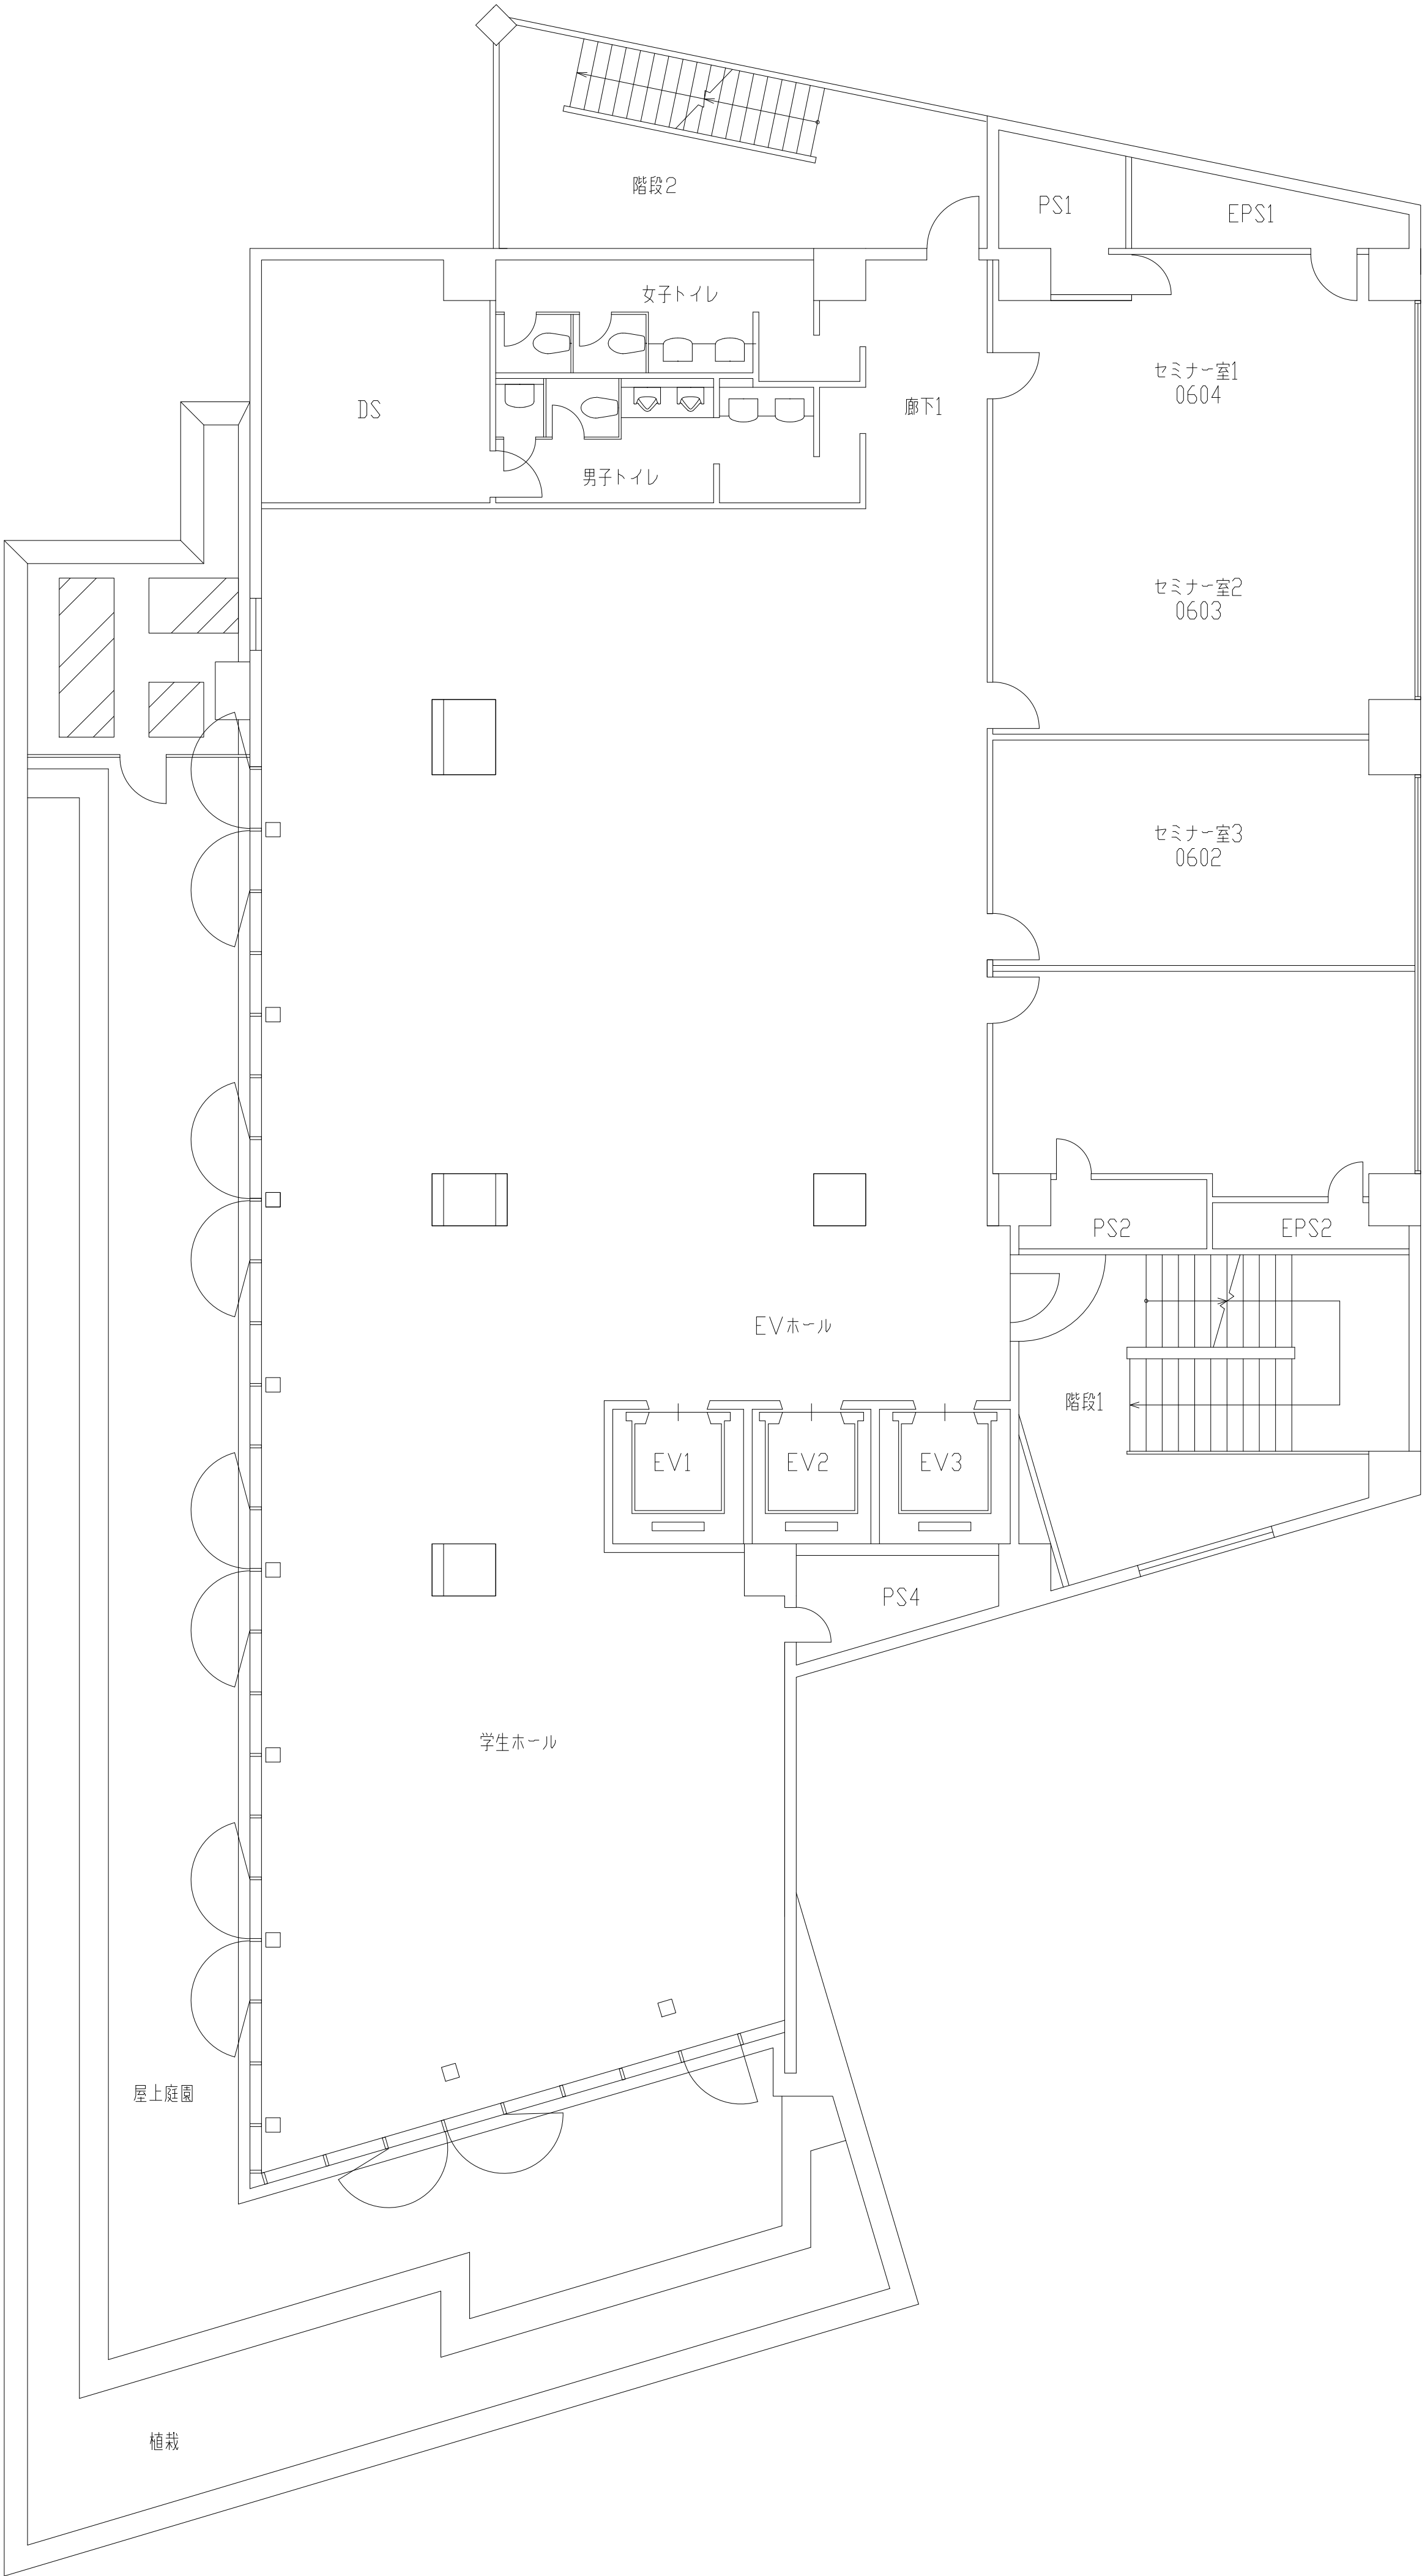 階段2
PS1
EPS1
女子トイレ
セミナー室1
0604
DS
廊下1
男子トイレ
セミナー室2
0603
セミナー室3
0602
PS2
EPS2
EVホール
階段1
EV1
EV2
EV3
PS4
学生ホール
屋上庭園
植栽